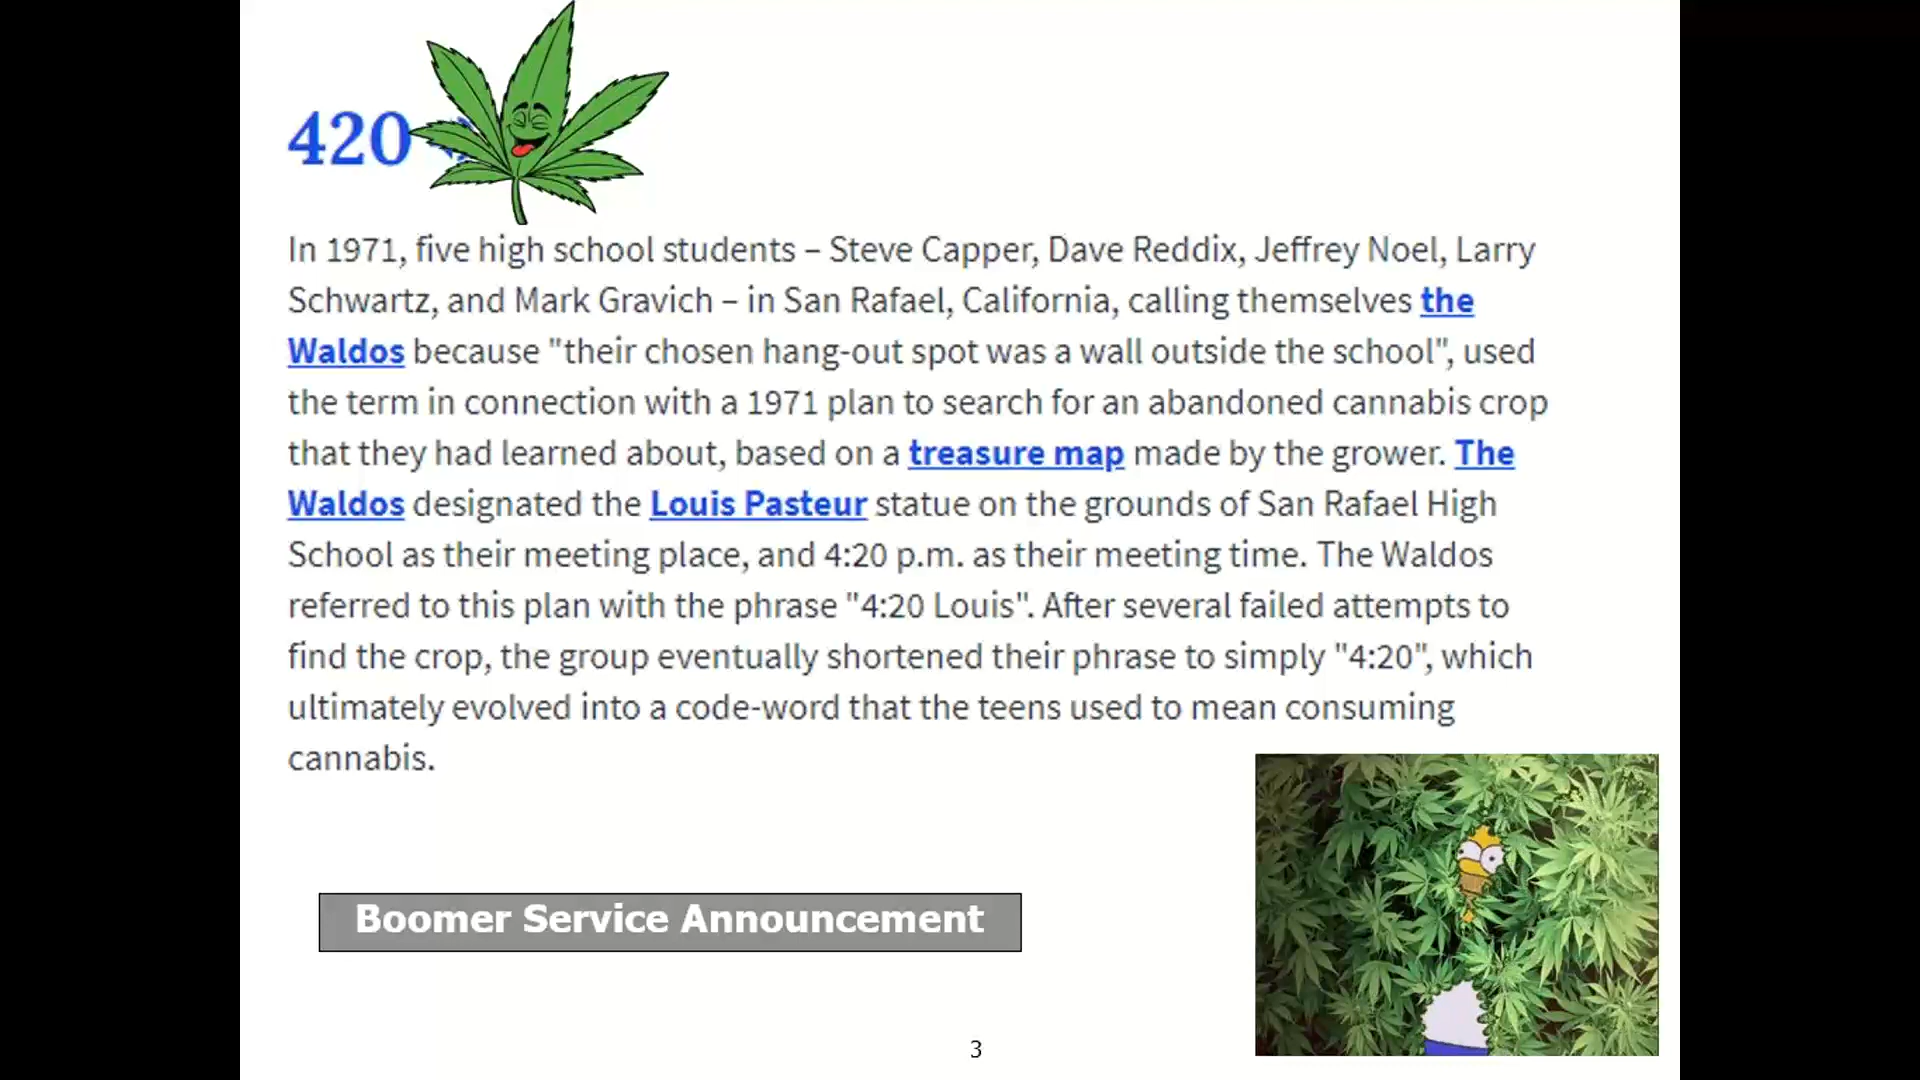 420
In 1971, five high school students – Steve Capper, Dave Reddix, Jeffrey Noel, Larry
Schwartz, and Mark Gravich – in San Rafael, California, calling themselves the
Waldos because "their chosen hang-out spot was a wall outside the school", used
the term in connection with a 1971 plan to search for an abandoned cannabis crop
that they had learned about, based on a treasure map made by the grower. The
Waldos designated the Louis Pasteur statue on the grounds of San Rafael High
School as their meeting place, and 4:20 p.m. as their meeting time. The Waldos
referred to this plan with the phrase "4:20 Louis". After several failed attempts to
find the crop, the group eventually shortened their phrase to simply "4:20", which
ultimately evolved into a code-word that the teens used to mean consuming
cannabis.
Boomer Service Announcement
3